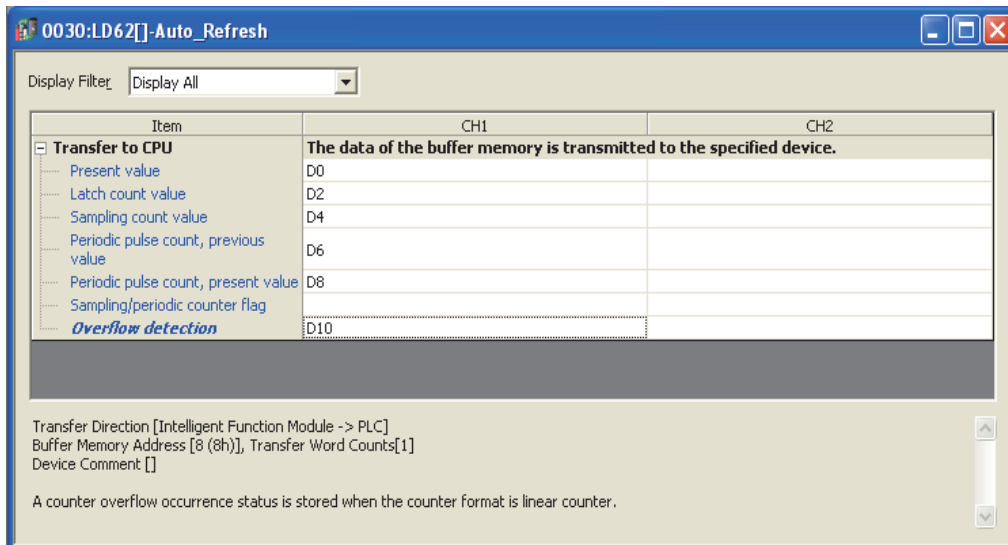 0030:LD62[]-Auto_Refresh
Display Filter Display All
Item CH1 CH2
Transfer to CPU The data of the buffer memory is transmitted to the specified device.
Present value D0
Latch count value D2
Sampling count value D4
Periodic pulse count, previous
value D6
Periodic pulse count, present value D8
Sampling/periodic counter flag
Overflow detection D10
Transfer Direction [Intelligent Function Module -> PLC]
Buffer Memory Address [8 (8h)], Transfer Word Counts[1]
Device Comment []
A counter overflow occurrence status is stored when the counter format is linear counter.